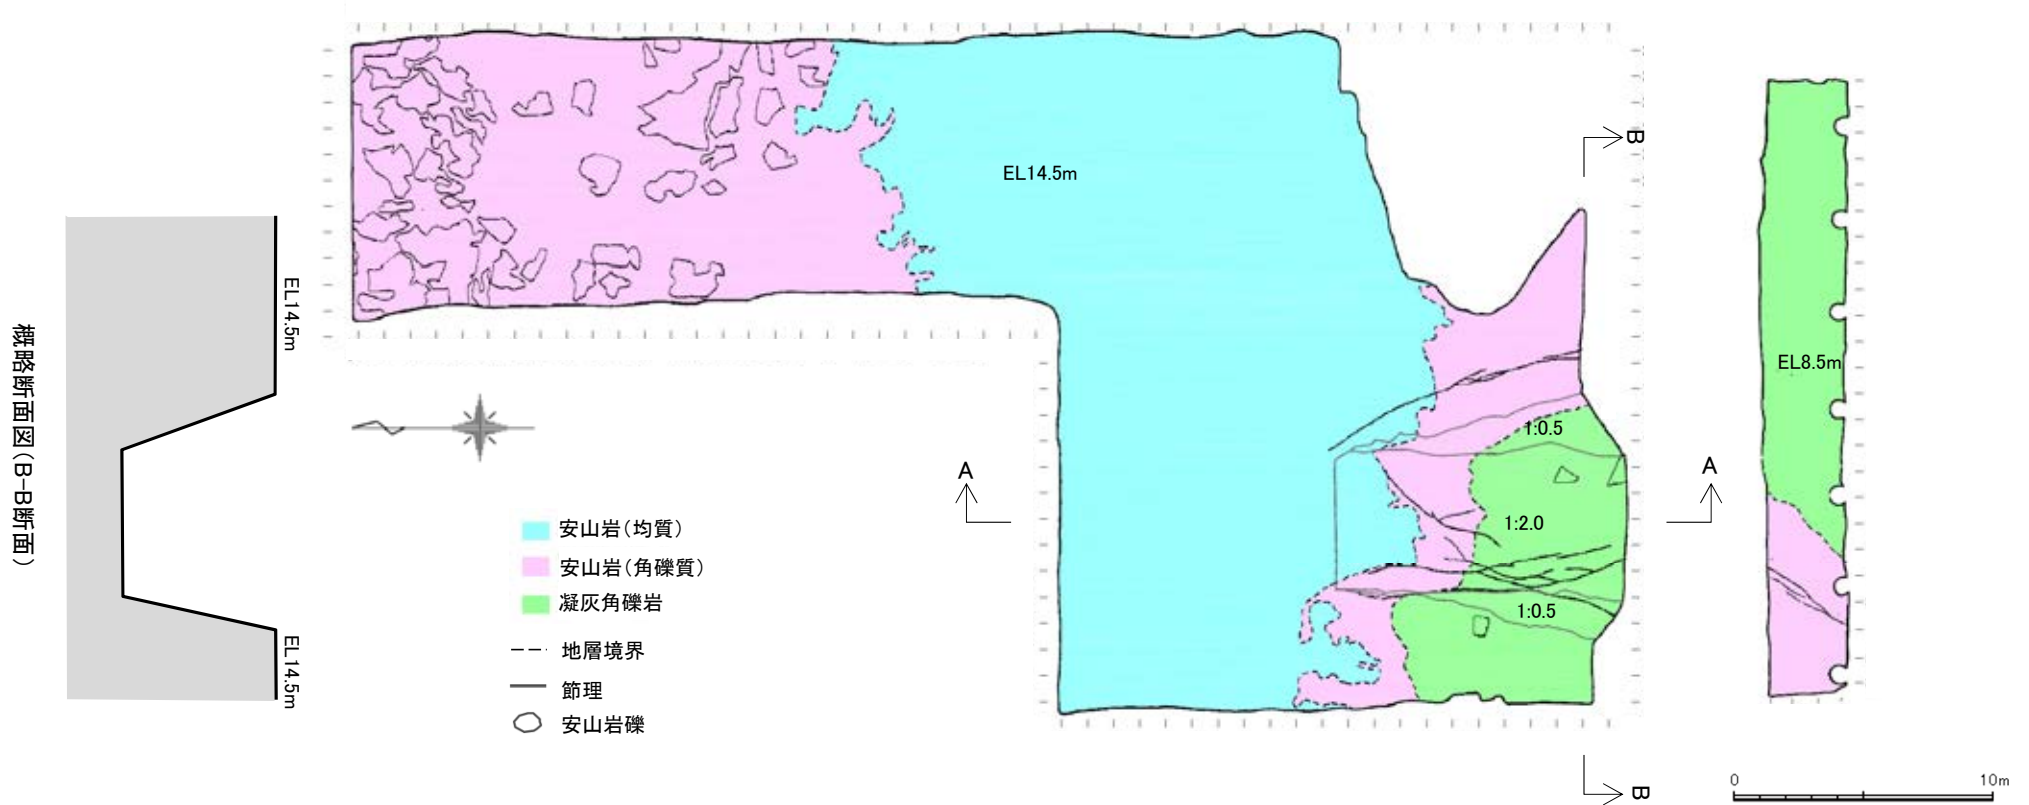 概略断面図(B-B断面)
EL14.5m
EL14.5m
EL14.5m
B
EL8.5m
1:0.5
A
A
1:2.0
1:0.5
安山岩(均質)
安山岩(角礫質)
凝灰角礫岩
地層境界
節理
安山岩礫
B
0 10m